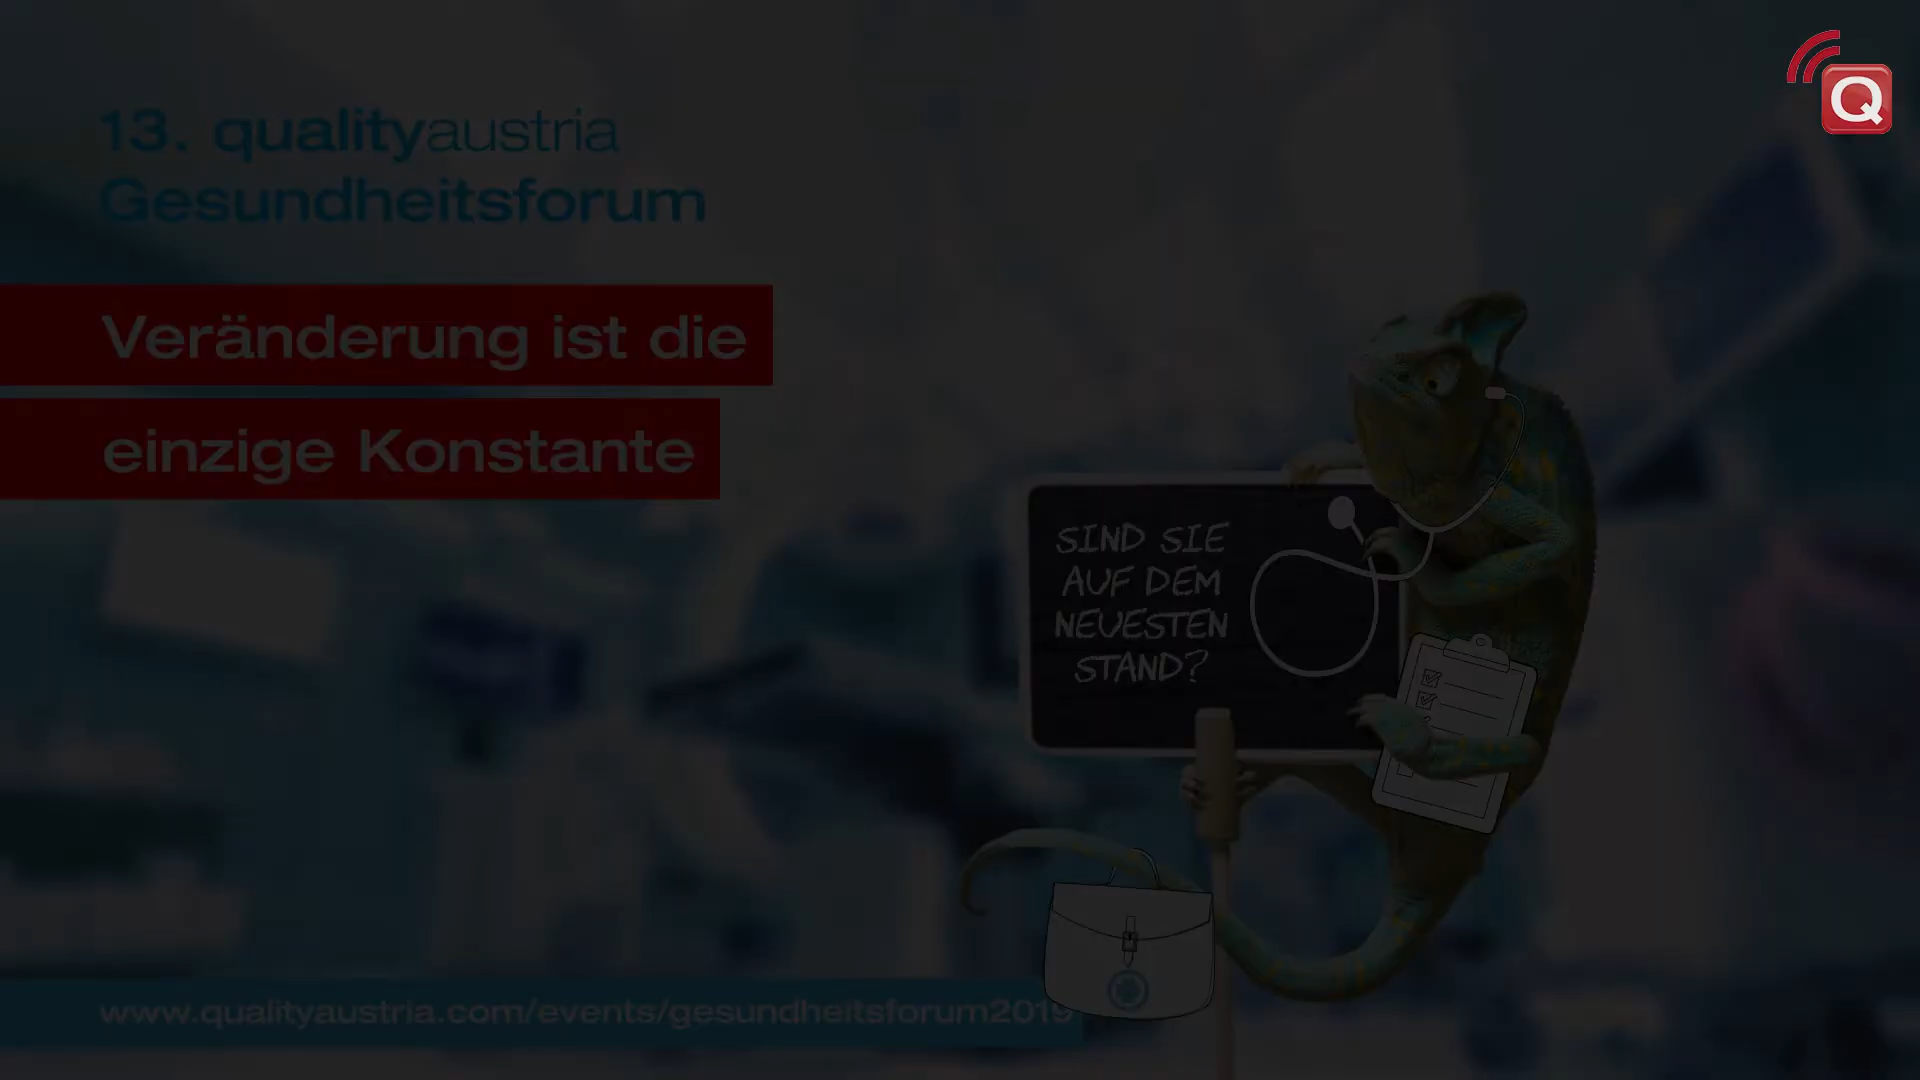 13. qualityaustria
Gesundheitsforum
Veränderung ist die
einzige Konstante
SIND SIE
AUF DEM
NEUESTEN
STAND?
www.qualityaustria.com/events/gesundheitsforum2019
Q